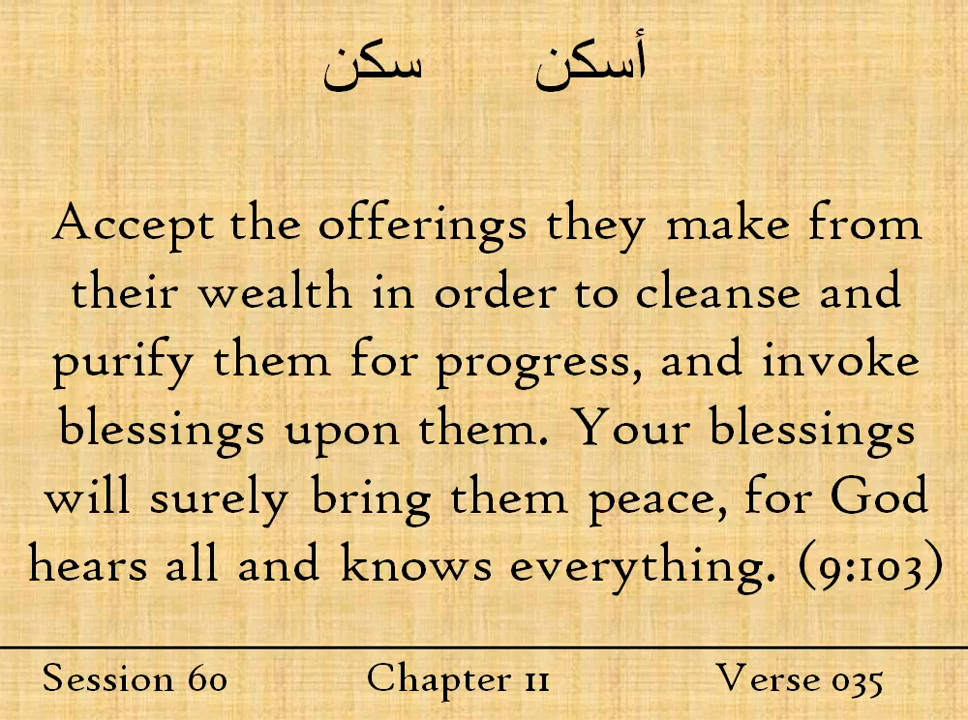 أسكن سكن
Accept the offerings they make from
their wealth in order to cleanse and
purify them for progress, and invoke
blessings upon them. Your blessings
will surely bring them peace, for God
hears all and knows everything. (9:103)
Session 60 Chapter 11 Verse 035